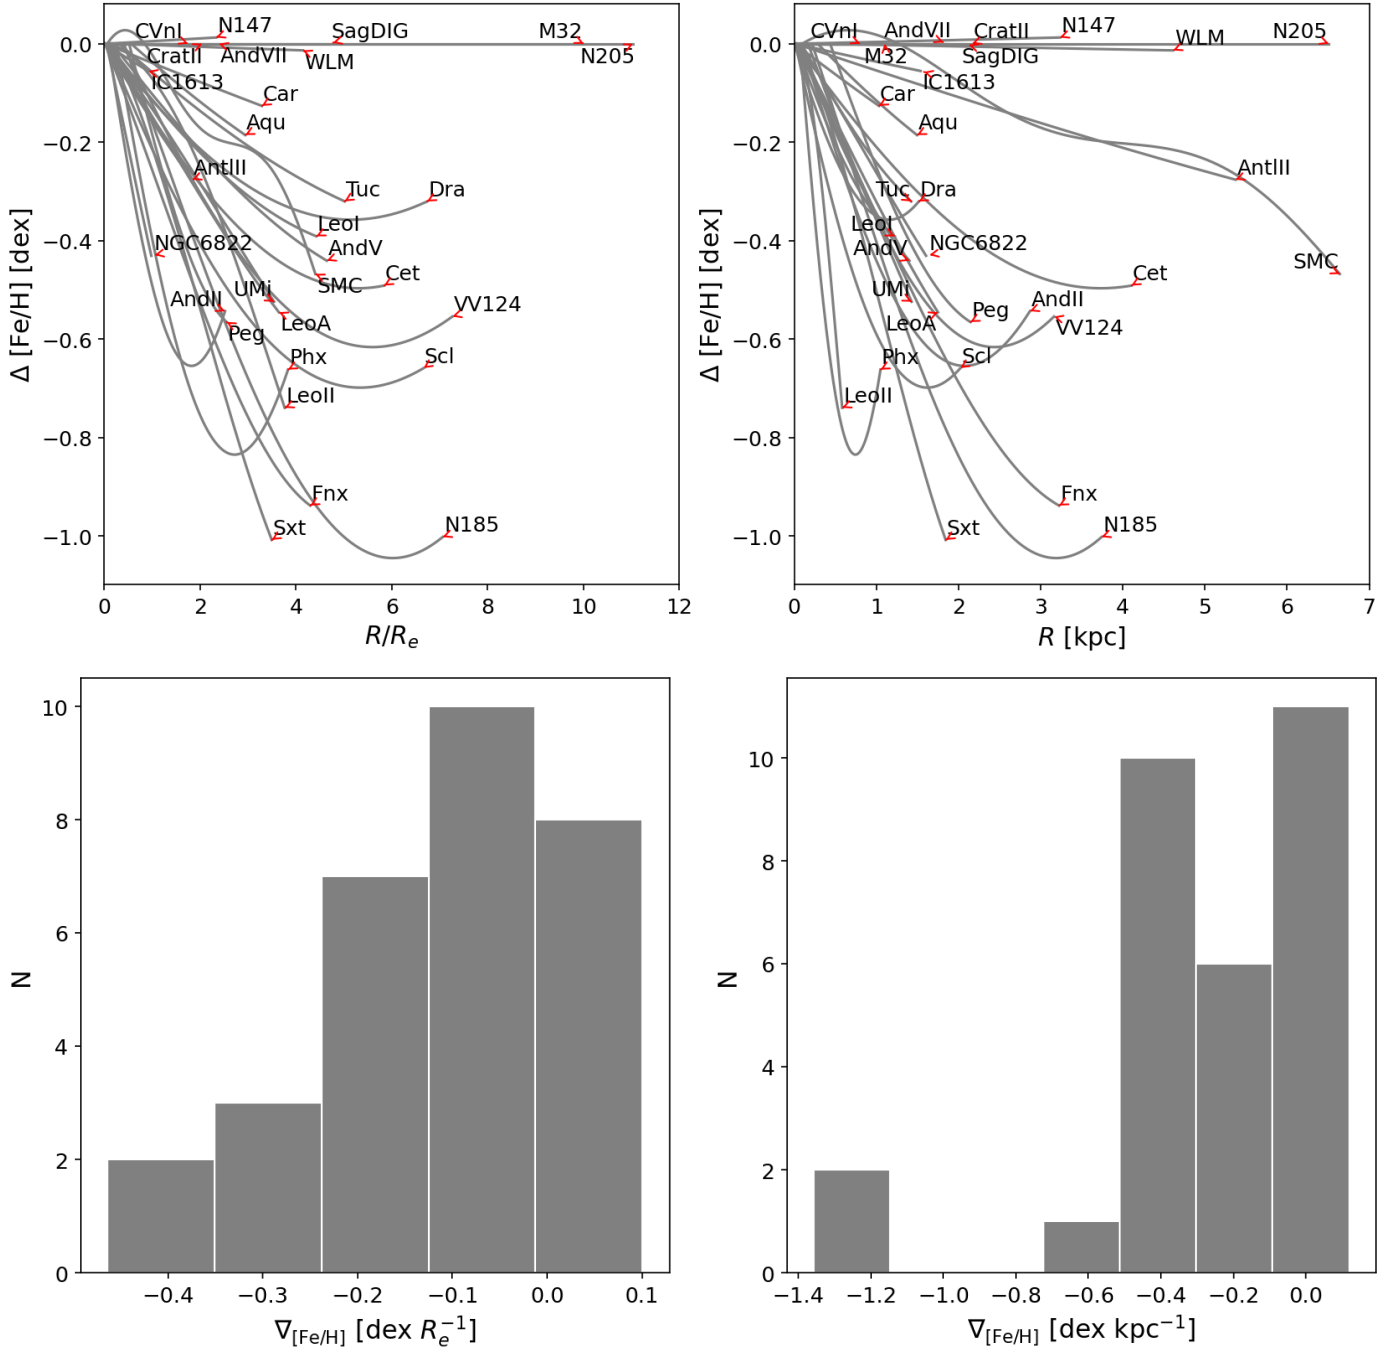 CVnI
N147
SagDIG
M32
CratII
AndVII
WLM
N205
IC1613
Car
Aqu
AntlII
Tuc
Dra
LeoI
NGC6822
AndV
SMC
Cet
UMi
AndII
VV124
LeoA
Peg
Phx
Scl
LeoII
Fnx
Sxt
N185
0.0
−0.2
−0.4
−0.6
−0.8
−1.0
Δ [Fe/H] [dex]
0 2 4 6 8 10 12
R/Re
CVnI
AndVII
CratII
N147
WLM
N205
M32
SagDIG
IC1613
Car
Aqu
AntlII
Tuc
Dra
LeoI
AndV
NGC6822
SMC
Cet
UMi
AndII
Peg
LeoA
VV124
Phx
Scl
LeoII
Fnx
Sxt
N185
0.0
−0.2
−0.4
−0.6
−0.8
−1.0
Δ [Fe/H] [dex]
0 1 2 3 4 5 6 7
R [kpc]
10
8
6
4
2
0
N
−0.4 −0.3 −0.2 −0.1 0.0 0.1
∇[Fe/H] [dex Re−1]
10
8
6
4
2
0
N
−1.4 −1.2 −1.0 −0.8 −0.6 −0.4 −0.2 0.0
∇[Fe/H] [dex kpc−1]